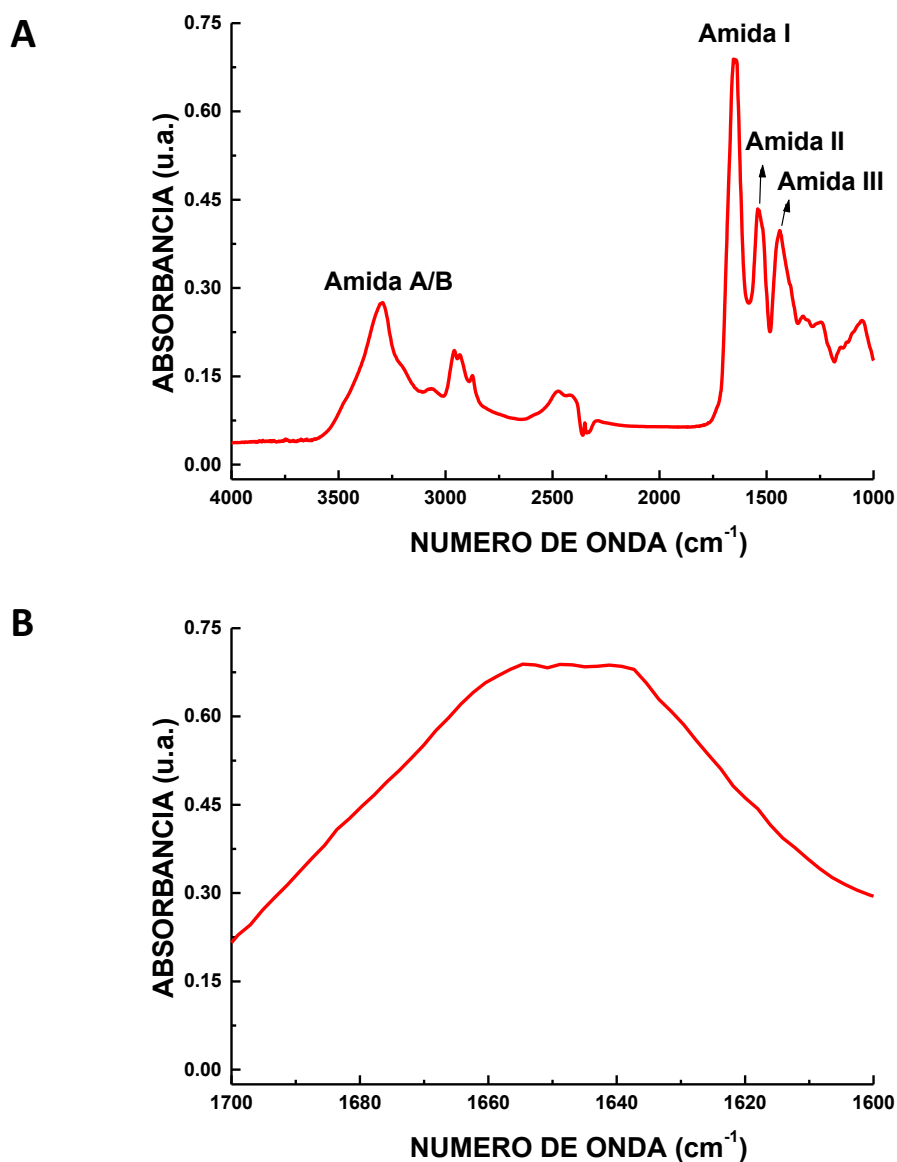 A
Amida I
Amida II
Amida III
Amida A/B
ABSORBANCIA (u.a.)
0.75
0.60
0.45
0.30
0.15
0.00
4000 3500 3000 2500 2000 1500 1000
NUMERO DE ONDA (cm⁻¹)
B
ABSORBANCIA (u.a.)
0.75
0.60
0.45
0.30
0.15
0.00
1700 1680 1660 1640 1620 1600
NUMERO DE ONDA (cm⁻¹)